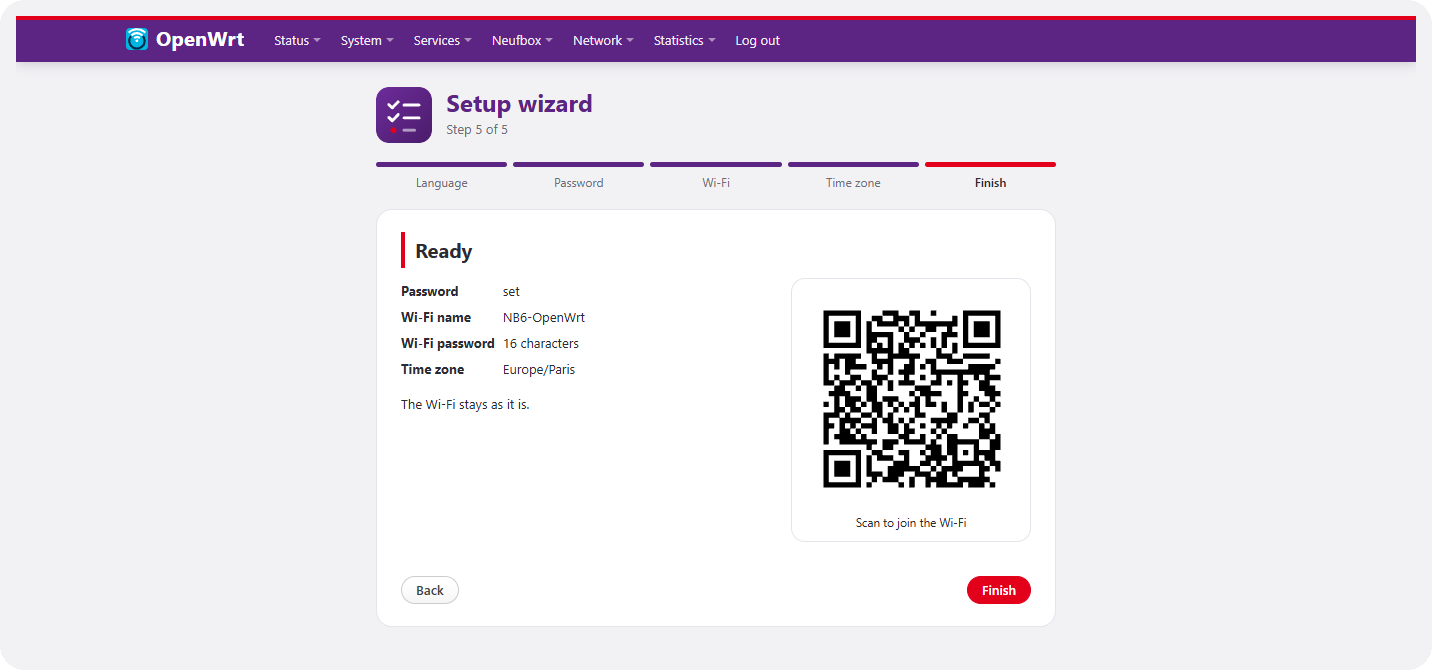 OpenWrt Status System Services Neufbox Network Statistics Log out
Setup wizard
Step 5 of 5
Language Password Wi-Fi Time zone Finish
Ready
Password set
Wi-Fi name NB6-OpenWrt
Wi-Fi password 16 characters
Time zone Europe/Paris
The Wi-Fi stays as it is.
Scan to join the Wi-Fi
Back Finish